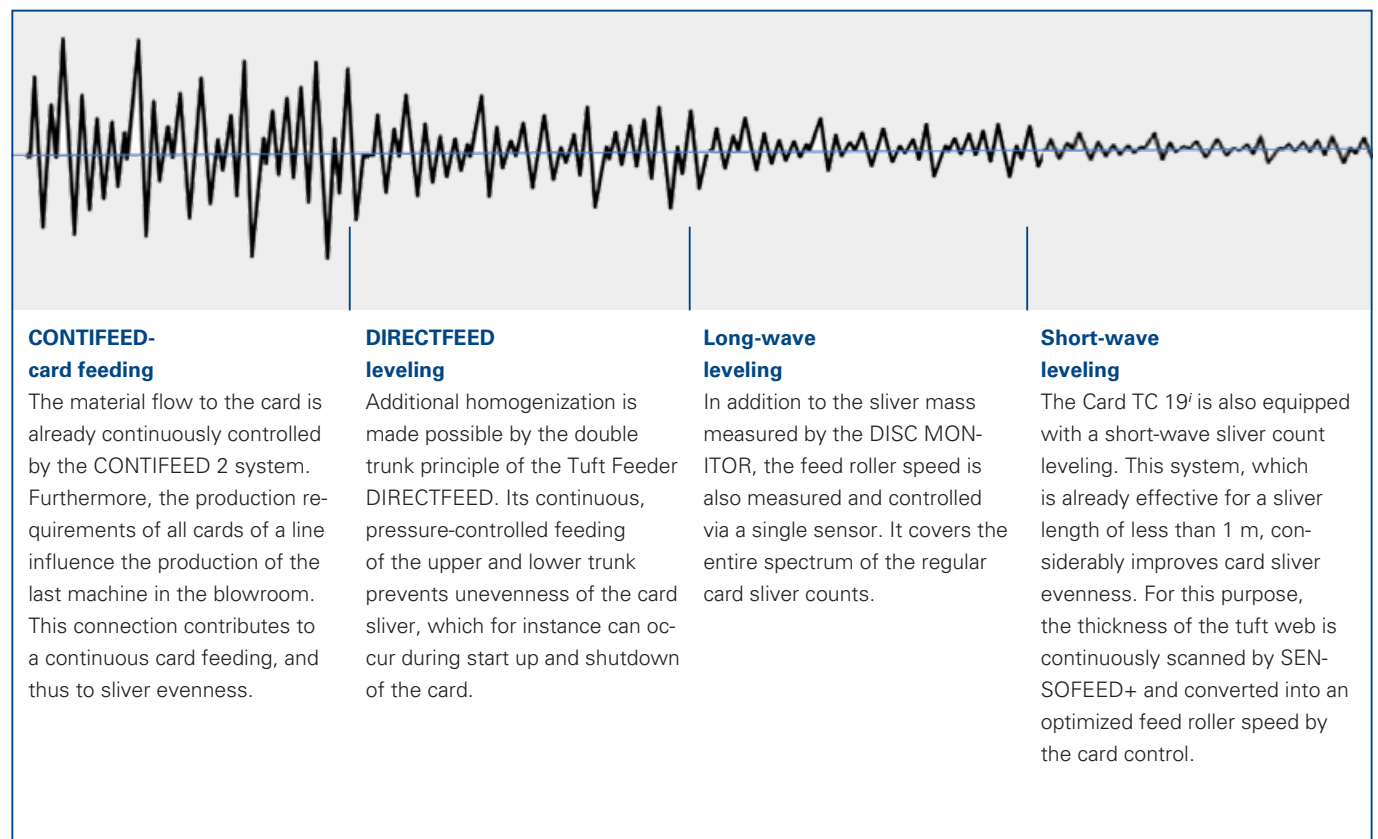 CONTIFEED-
card feeding
The material flow to the card is
already continuously controlled
by the CONTIFEED 2 system.
Furthermore, the production re-
quirements of all cards of a line
influence the production of the
last machine in the blowroom.
This connection contributes to
a continuous card feeding, and
thus to sliver evenness.
DIRECTFEED
leveling
Additional homogenization is
made possible by the double
trunk principle of the Tuft Feeder
DIRECTFEED. Its continuous,
pressure-controlled feeding
of the upper and lower trunk
prevents unevenness of the card
sliver, which for instance can oc-
cur during start up and shutdown
of the card.
Long-wave
leveling
In addition to the sliver mass
measured by the DISC MON-
ITOR, the feed roller speed is
also measured and controlled
via a single sensor. It covers the
entire spectrum of the regular
card sliver counts.
Short-wave
leveling
The Card TC 19i is also equipped
with a short-wave sliver count
leveling. This system, which
is already effective for a sliver
length of less than 1 m, con-
siderably improves card sliver
evenness. For this purpose,
the thickness of the tuft web is
continuously scanned by SEN-
SOFEED+ and converted into an
optimized feed roller speed by
the card control.